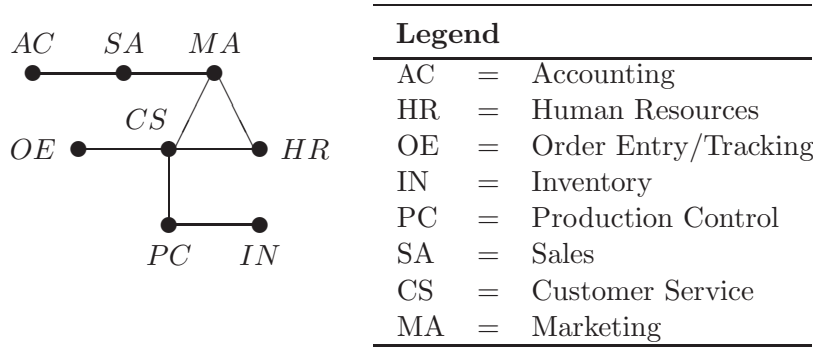 AC SA MA
CS
OE HR
PC IN
Legend
AC = Accounting
HR = Human Resources
OE = Order Entry/Tracking
IN = Inventory
PC = Production Control
SA = Sales
CS = Customer Service
MA = Marketing